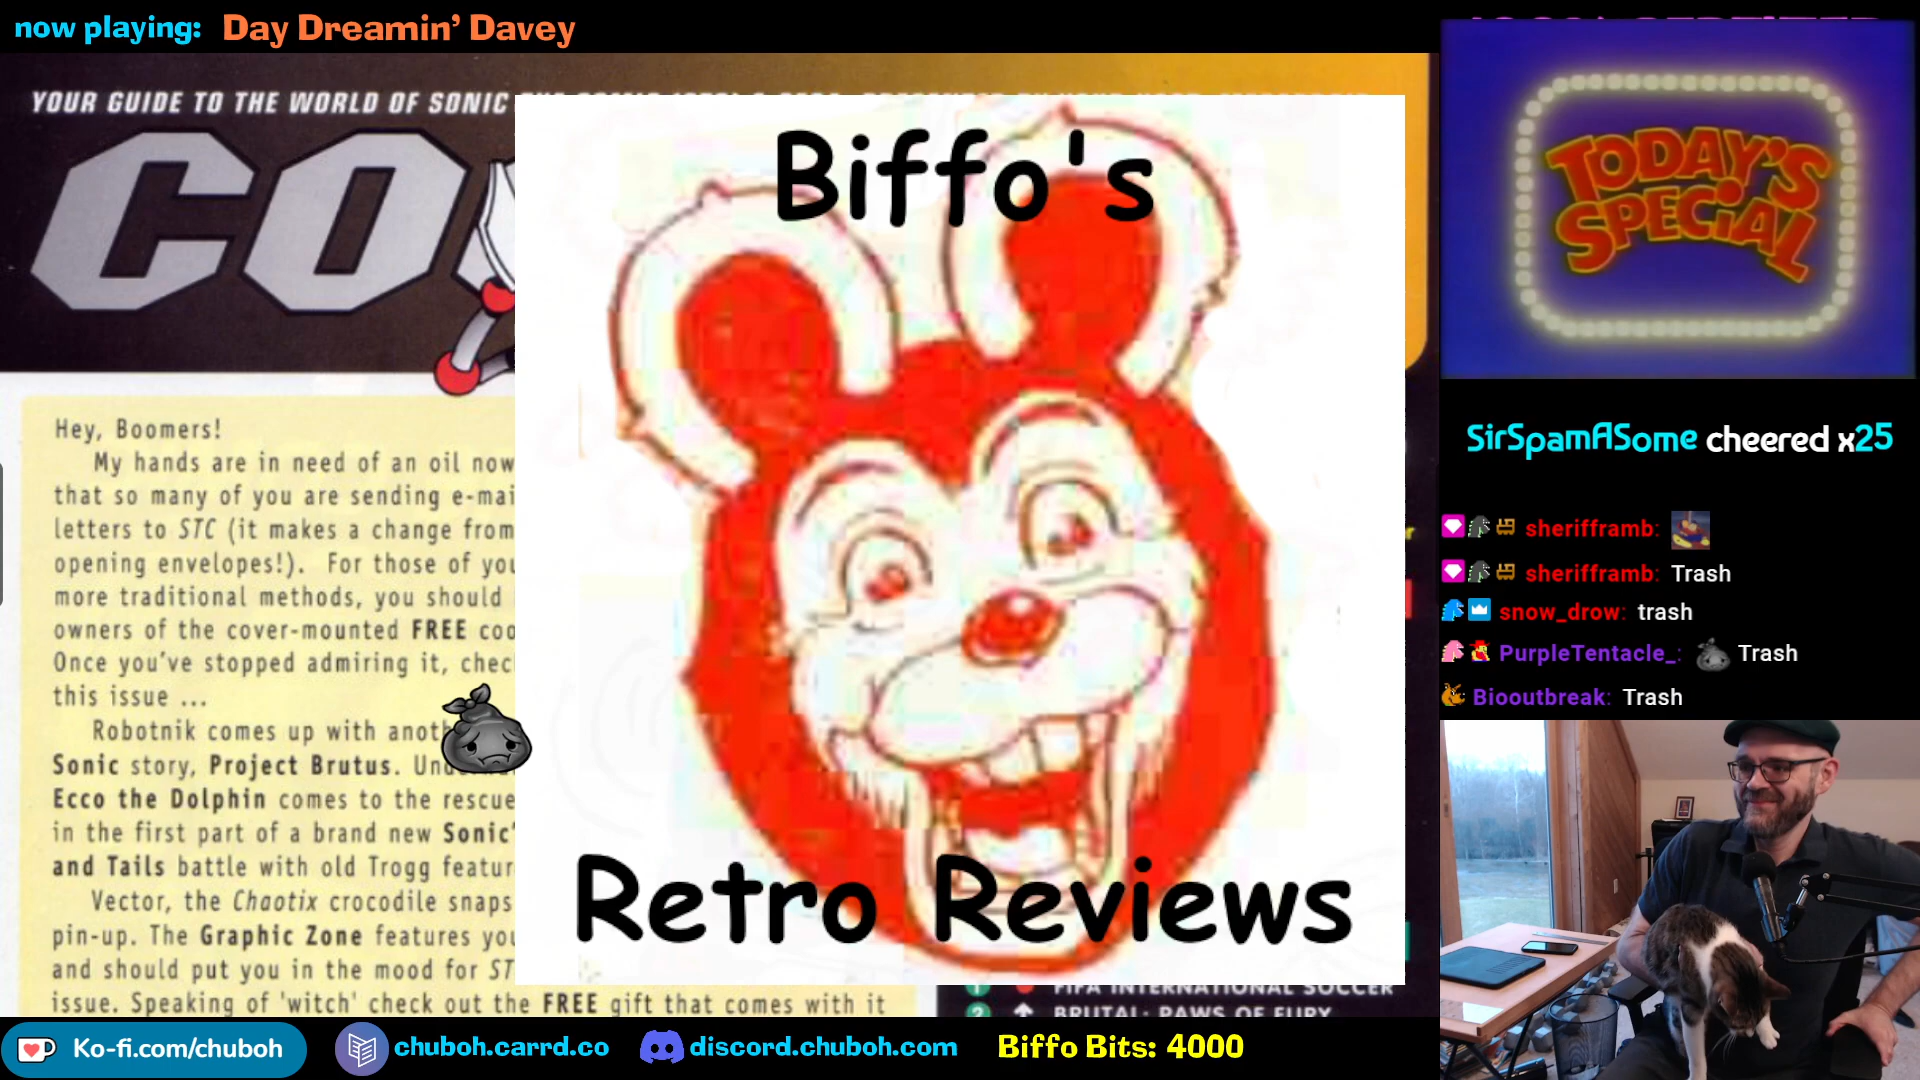 now playing: Day Dreamin' Davey
YOUR GUIDE TO THE WORLD OF SONIC
Biffo's
Retro Reviews
Hey, Boomers!
My hands are in need of an oil now
that so many of you are sending e-mai
letters to STC (it makes a change from
opening envelopes!). For those of you
more traditional methods, you should
owners of the cover-mounted FREE coo
Once you've stopped admiring it, chec
this issue ...
Robotnik comes up with anoth
Sonic story, Project Brutus. Un
Ecco the Dolphin comes to the rescue
in the first part of a brand new Sonic'
and Tails battle with old Trogg featur
Vector, the Chaotix crocodile snaps
pin-up. The Graphic Zone features you
and should put you in the mood for ST
issue. Speaking of 'witch' check out the FREE gift that comes with it
1 FIFA INTERNATIONAL SOCCER
2 BRUTAL: PAWS OF FURY
TODAY'S
SPECIAL
SirSpamASome cheered x25
sherifframb:
sherifframb: Trash
snow_drow: trash
PurpleTentacle_: Trash
Biooutbreak: Trash
Ko-fi.com/chuboh
chuboh.carrd.co
discord.chuboh.com
Biffo Bits: 4000